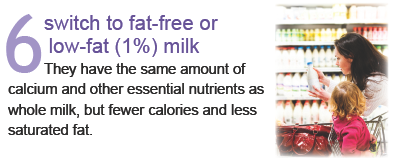 6 switch to fat-free or
low-fat (1%) milk
They have the same amount of
calcium and other essential nutrients as
whole milk, but fewer calories and less
saturated fat.